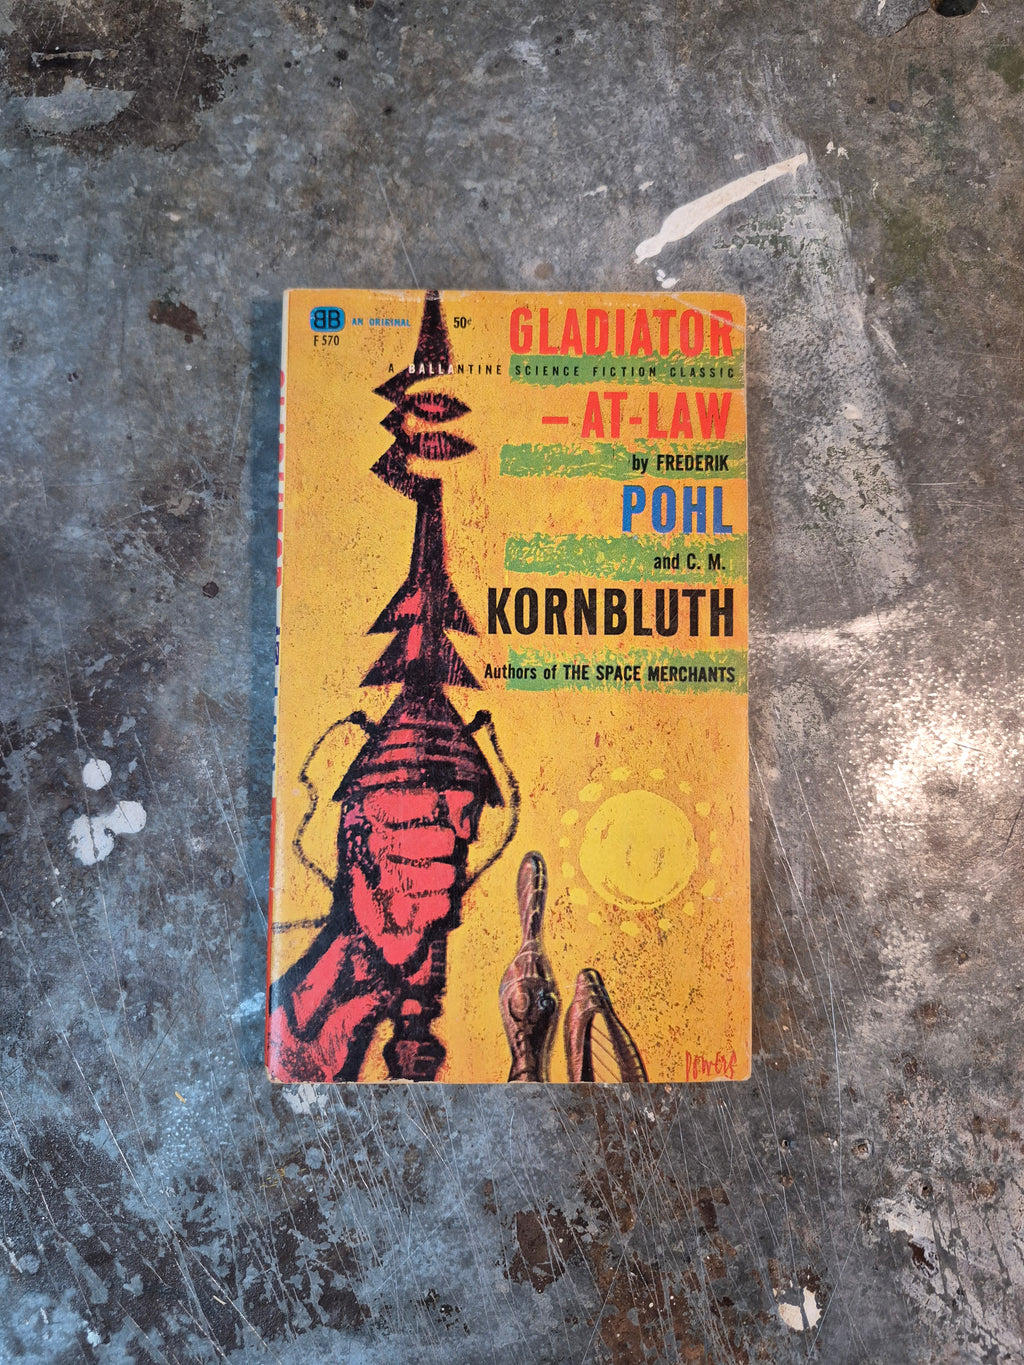 BB AN ORIGINAL 50¢
F 570
GLADIATOR
A BALLANTINE SCIENCE FICTION CLASSIC
– AT-LAW
by FREDERIK
POHL
and C. M.
KORNBLUTH
Authors of THE SPACE MERCHANTS
POWERS